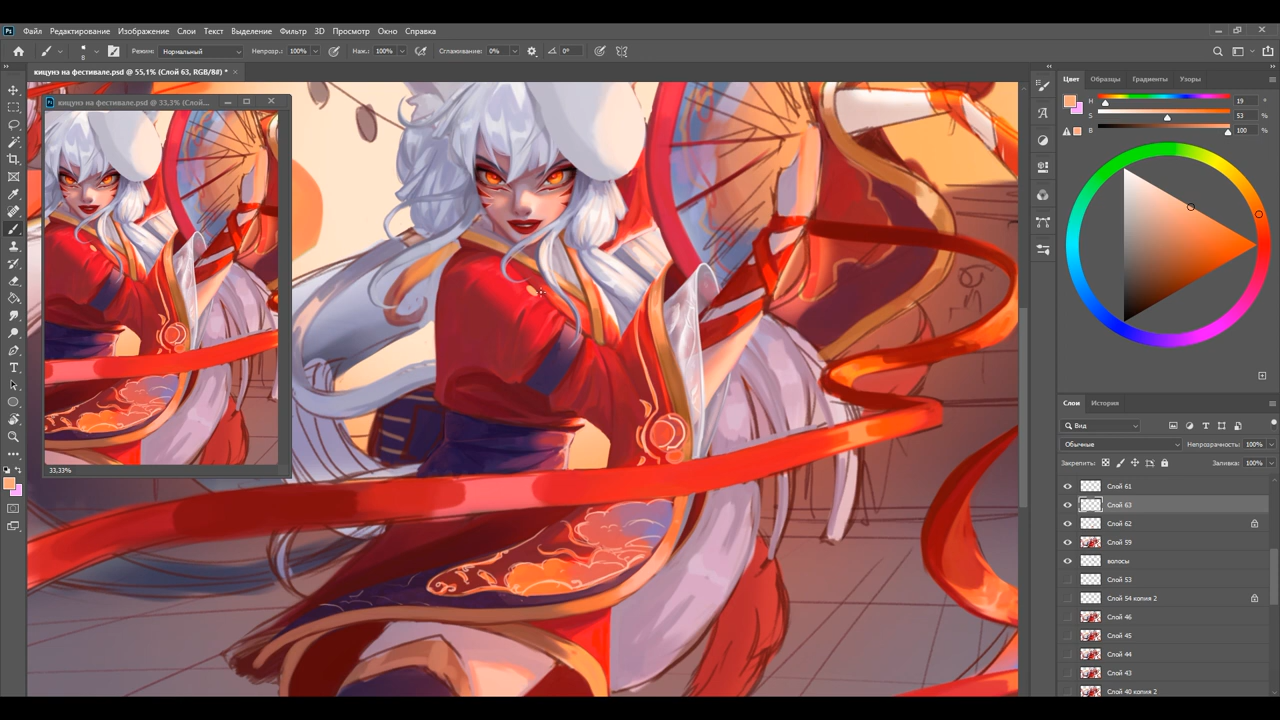 Ps Файл Редактирование Изображение Слои Текст Выделение Фильтр 3D Просмотр Окно Справка
8 Режим: Нормальный Непрозр.: 100% Наж.: 100% Сглаживание: 0% 0°
кицунэ на фестивале.psd @ 55,1% (Слой 63, RGB/8#) * ×
кицунэ на фестивале.psd @ 33,3% (Слой...
33,33%
Цвет Образцы Градиенты Узоры
H 19 °
S 53 %
B 100 %
Слои История
Вид
Обычные Непрозрачность: 100%
Закрепить: Заливка: 100%
Слой 61
Слой 63
Слой 62
Слой 59
волосы
Слой 53
Слой 54 копия 2
Слой 46
Слой 45
Слой 44
Слой 43
Слой 40 копия 2